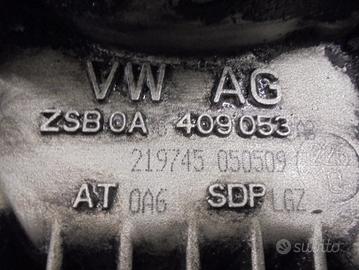 VW AG
ZSB 0A 409 053
219745 050509
AT 0A6 SDP LGZ
subito